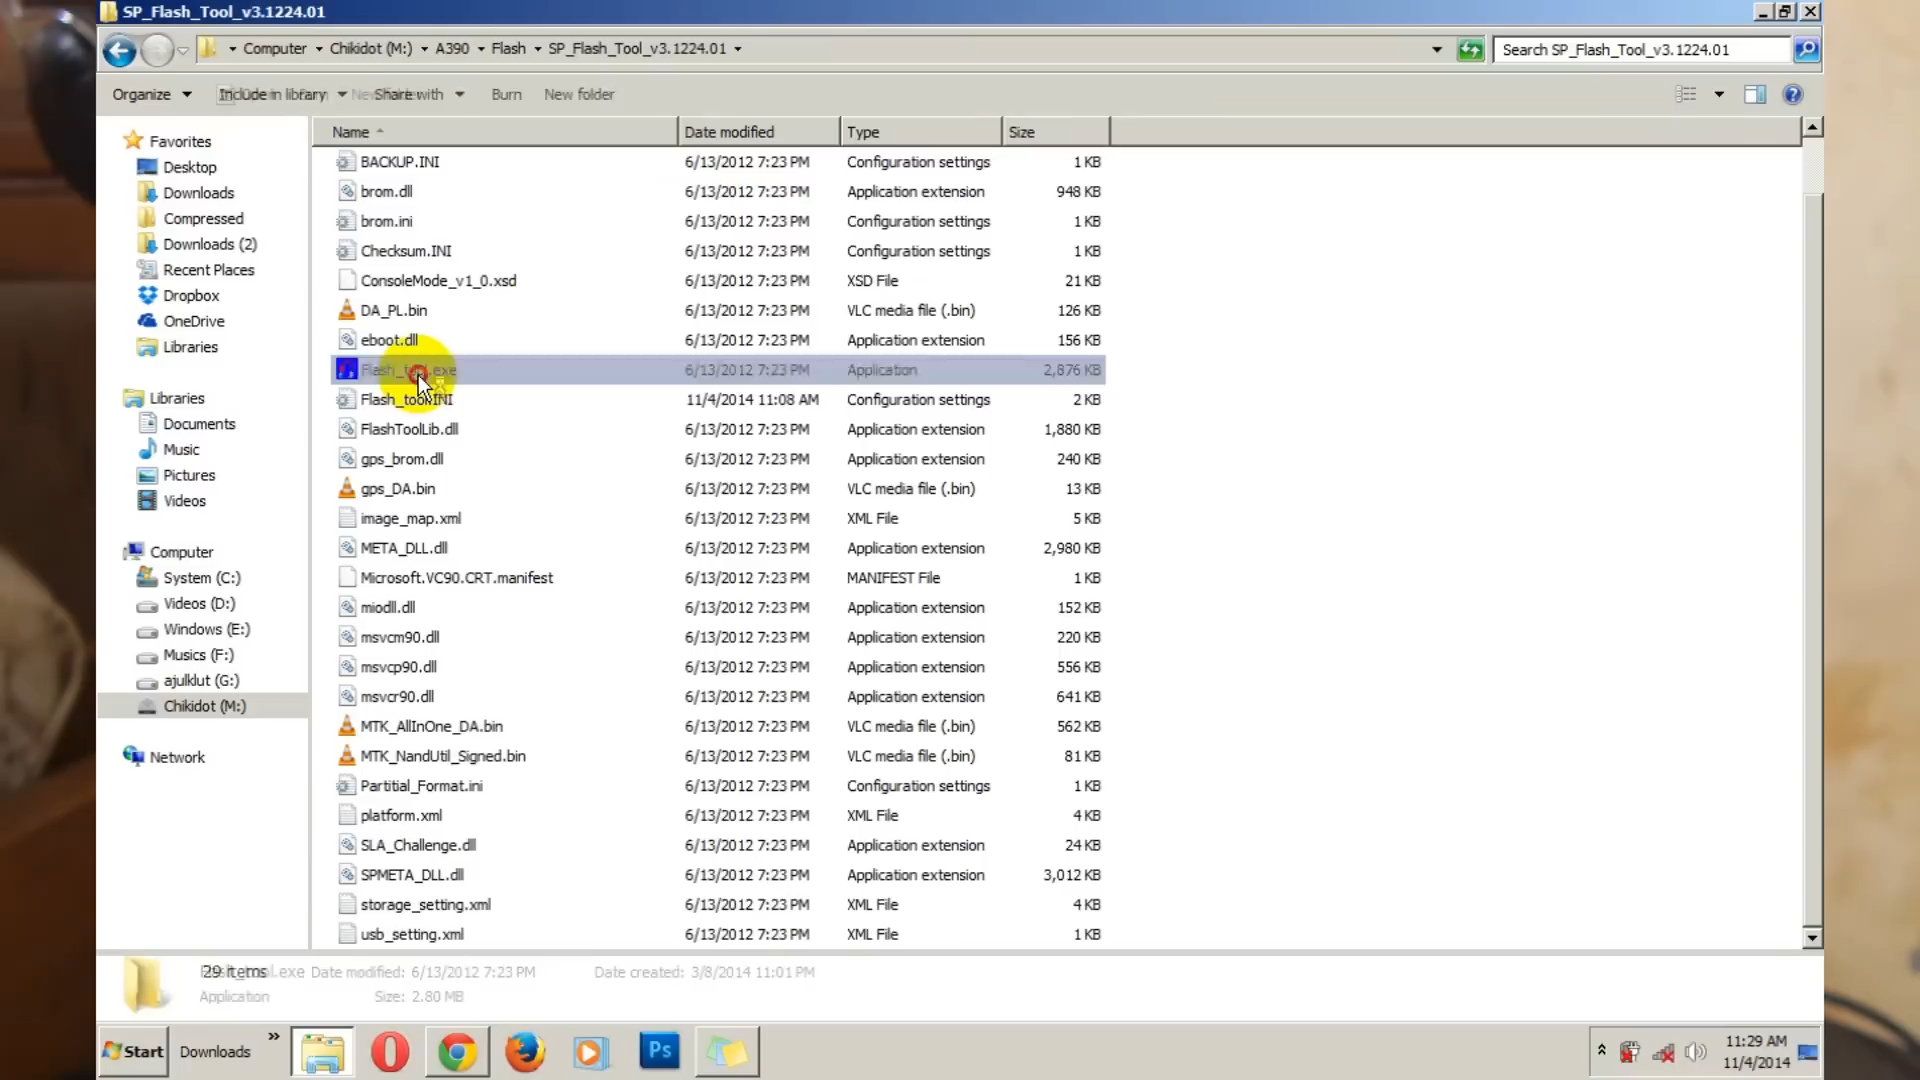 SP_Flash_Tool_v3.1224.01
Computer Chikidot (M:) A390 Flash SP_Flash_Tool_v3.1224.01
Search SP_Flash_Tool_v3.1224.01
Organize Include in library Share with Burn New folder
Name Date modified Type Size
Favorites
Desktop
Downloads
Compressed
Downloads (2)
Recent Places
Dropbox
OneDrive
Libraries
Libraries
Documents
Music
Pictures
Videos
Computer
System (C:)
Videos (D:)
Windows (E:)
Musics (F:)
ajulklut (G:)
Chikidot (M:)
Network
BACKUP.INI 6/13/2012 7:23 PM Configuration settings 1 KB
brom.dll 6/13/2012 7:23 PM Application extension 948 KB
brom.ini 6/13/2012 7:23 PM Configuration settings 1 KB
Checksum.INI 6/13/2012 7:23 PM Configuration settings 1 KB
ConsoleMode_v1_0.xsd 6/13/2012 7:23 PM XSD File 21 KB
DA_PL.bin 6/13/2012 7:23 PM VLC media file (.bin) 126 KB
eboot.dll 6/13/2012 7:23 PM Application extension 156 KB
Flash_tool.exe 6/13/2012 7:23 PM Application 2,876 KB
Flash_tool.INI 11/4/2014 11:08 AM Configuration settings 2 KB
FlashToolLib.dll 6/13/2012 7:23 PM Application extension 1,880 KB
gps_brom.dll 6/13/2012 7:23 PM Application extension 240 KB
gps_DA.bin 6/13/2012 7:23 PM VLC media file (.bin) 13 KB
image_map.xml 6/13/2012 7:23 PM XML File 5 KB
META_DLL.dll 6/13/2012 7:23 PM Application extension 2,980 KB
Microsoft.VC90.CRT.manifest 6/13/2012 7:23 PM MANIFEST File 1 KB
miodll.dll 6/13/2012 7:23 PM Application extension 152 KB
msvcm90.dll 6/13/2012 7:23 PM Application extension 220 KB
msvcp90.dll 6/13/2012 7:23 PM Application extension 556 KB
msvcr90.dll 6/13/2012 7:23 PM Application extension 641 KB
MTK_AllInOne_DA.bin 6/13/2012 7:23 PM VLC media file (.bin) 562 KB
MTK_NandUtil_Signed.bin 6/13/2012 7:23 PM VLC media file (.bin) 81 KB
Partitial_Format.ini 6/13/2012 7:23 PM Configuration settings 1 KB
platform.xml 6/13/2012 7:23 PM XML File 4 KB
SLA_Challenge.dll 6/13/2012 7:23 PM Application extension 24 KB
SPMETA_DLL.dll 6/13/2012 7:23 PM Application extension 3,012 KB
storage_setting.xml 6/13/2012 7:23 PM XML File 4 KB
usb_setting.xml 6/13/2012 7:23 PM XML File 1 KB
29 items Date modified: 6/13/2012 7:23 PM Date created: 3/8/2014 11:01 PM
Application Size: 2.80 MB
Start Downloads » Ps 11:29 AM
11/4/2014